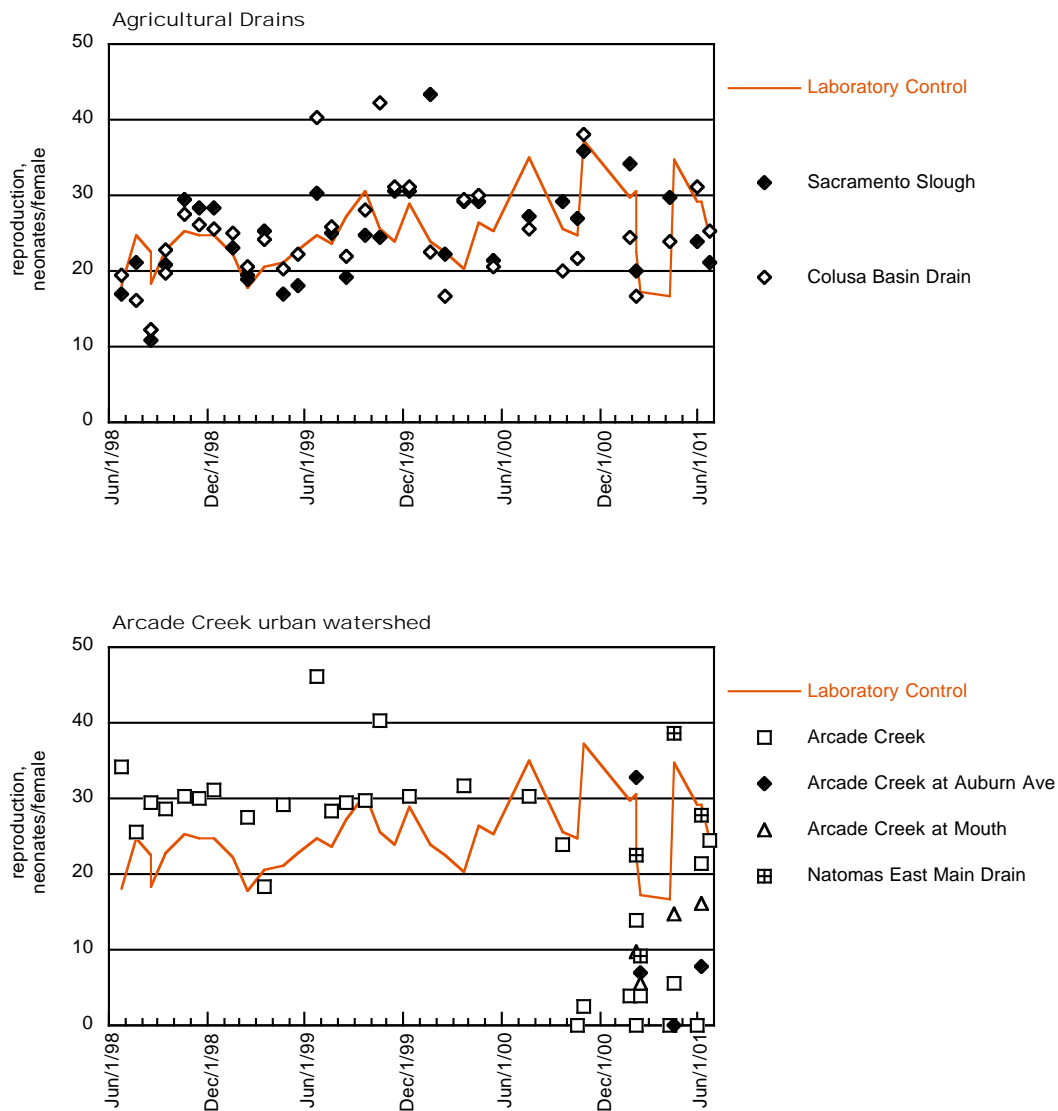 Agricultural Drains
50
40
30
20
10
0
reproduction,
neonates/female
Jun/1/98
Dec/1/98
Jun/1/99
Dec/1/99
Jun/1/00
Dec/1/00
Jun/1/01
Laboratory Control
Sacramento Slough
Colusa Basin Drain
Arcade Creek urban watershed
50
40
30
20
10
0
reproduction,
neonates/female
Jun/1/98
Dec/1/98
Jun/1/99
Dec/1/99
Jun/1/00
Dec/1/00
Jun/1/01
Laboratory Control
Arcade Creek
Arcade Creek at Auburn Ave
Arcade Creek at Mouth
Natomas East Main Drain